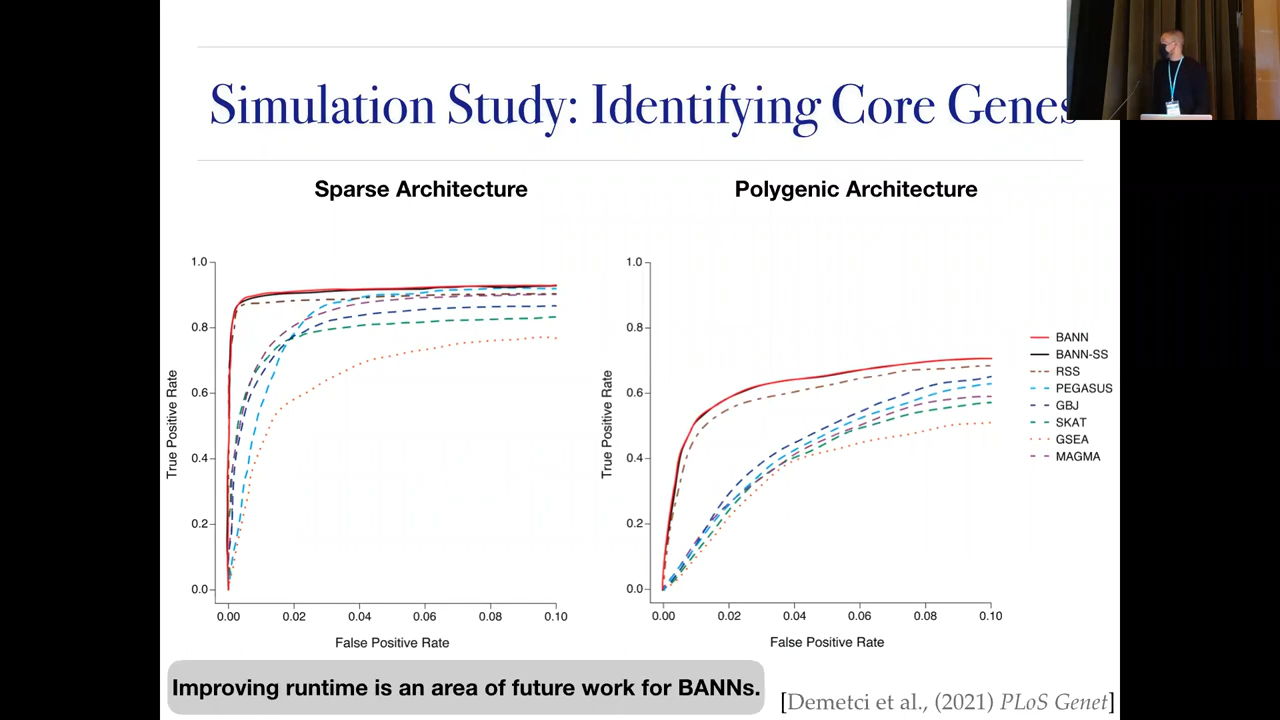 Simulation Study: Identifying Core Genes
Sparse Architecture
Polygenic Architecture
True Positive Rate
1.0
0.8
0.6
0.4
0.2
0.0
0.00 0.02 0.04 0.06 0.08 0.10
False Positive Rate
True Positive Rate
1.0
0.8
0.6
0.4
0.2
0.0
0.00 0.02 0.04 0.06 0.08 0.10
False Positive Rate
BANN
BANN-SS
RSS
PEGASUS
GBJ
SKAT
GSEA
MAGMA
Improving runtime is an area of future work for BANNs.
[Demetci et al., (2021) PLoS Genet]